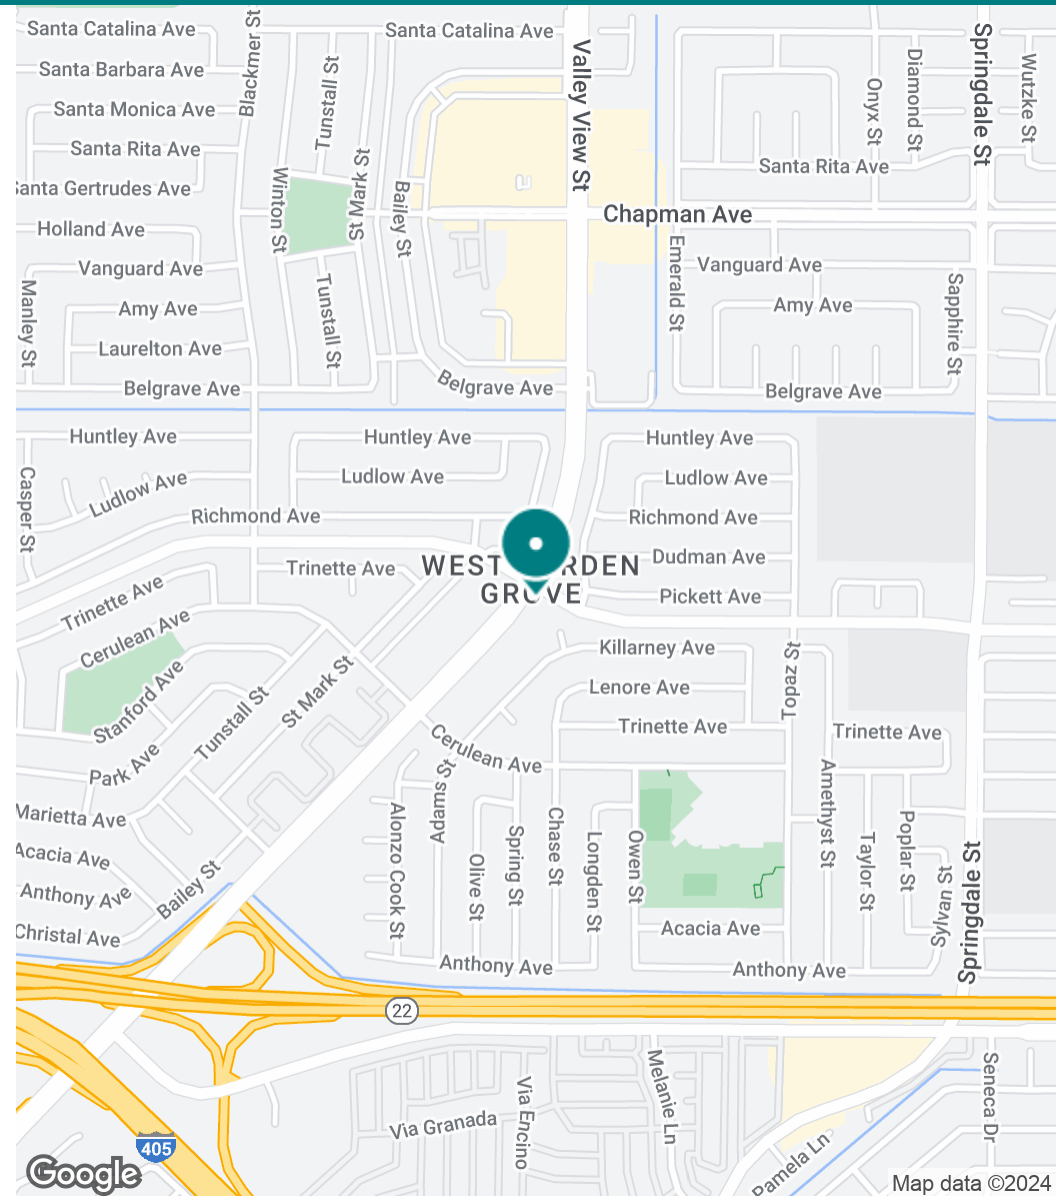 Santa Catalina Ave
Santa Catalina Ave
Blackmer St
Valley View St
Springdale St
Santa Barbara Ave
Tunstall St
Onyx St
Diamond St
Wutzke St
Santa Monica Ave
Santa Rita Ave
Santa Rita Ave
Santa Gertrudes Ave
Winton St
St Mark St
Bailey St
Chapman Ave
Holland Ave
Vanguard Ave
Emerald St
Vanguard Ave
Manley St
Amy Ave
Tunstall St
Amy Ave
Sapphire St
Laurelton Ave
Belgrave Ave
Belgrave Ave
Belgrave Ave
Huntley Ave
Huntley Ave
Huntley Ave
Casper St
Ludlow Ave
Ludlow Ave
Ludlow Ave
Richmond Ave
Richmond Ave
Trinette Ave
WEST RDEN
GROVE
Dudman Ave
Trinette Ave
Pickett Ave
Cerulean Ave
Killarney Ave
Topaz St
Stanford Ave
St Mark St
Lenore Ave
Tunstall St
Trinette Ave
Trinette Ave
Park Ave
Cerulean Ave
Marietta Ave
Alonzo Cook St
Adams St
Chase St
Amethyst St
Acacia Ave
Olive St
Spring St
Longden St
Owen St
Taylor St
Poplar St
Sylvan St
Springdale St
Anthony Ave
Bailey St
Christal Ave
Acacia Ave
Anthony Ave
Anthony Ave
22
Via Granada
Via Encino
Melanie Ln
Seneca Dr
405
Pamela Ln
Google
Map data ©2024